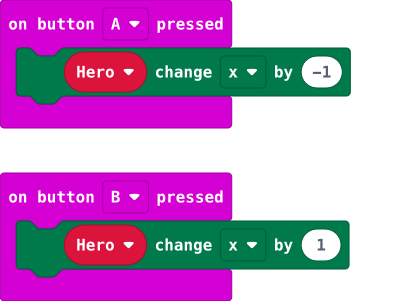 on button A pressed
Hero change x by −1
on button B pressed
Hero change x by 1